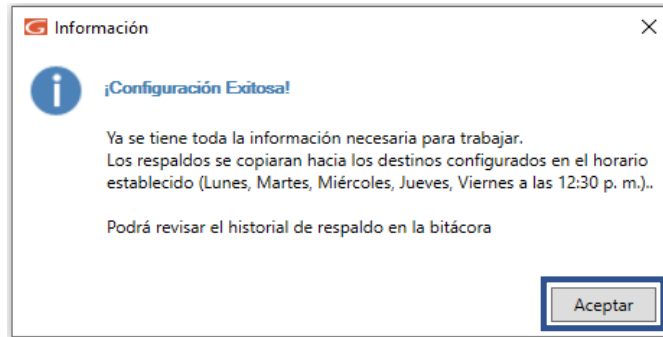 G Información
¡Configuración Exitosa!
Ya se tiene toda la información necesaria para trabajar.
Los respaldos se copiaran hacia los destinos configurados en el horario
establecido (Lunes, Martes, Miércoles, Jueves, Viernes a las 12:30 p. m.)..
Podrá revisar el historial de respaldo en la bitácora
Aceptar